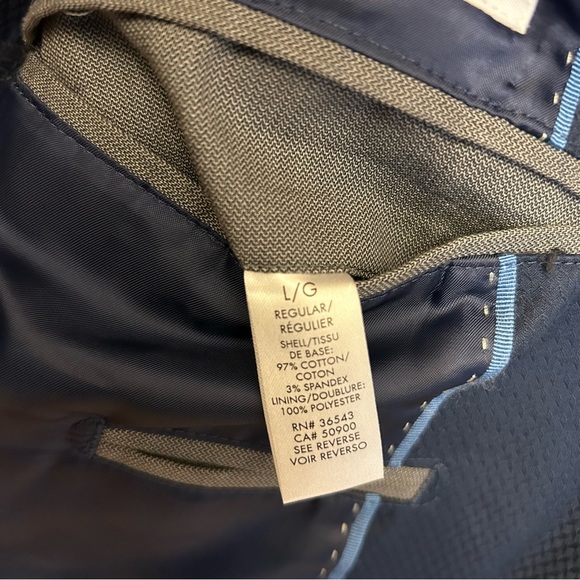 L/G
REGULAR/
RÉGULIER
SHELL/TISSU
DE BASE:
97% COTTON/
COTON
3% SPANDEX
LINING/DOUBLURE:
100% POLYESTER
RN# 36543
CA# 50900
SEE REVERSE
VOIR REVERSO